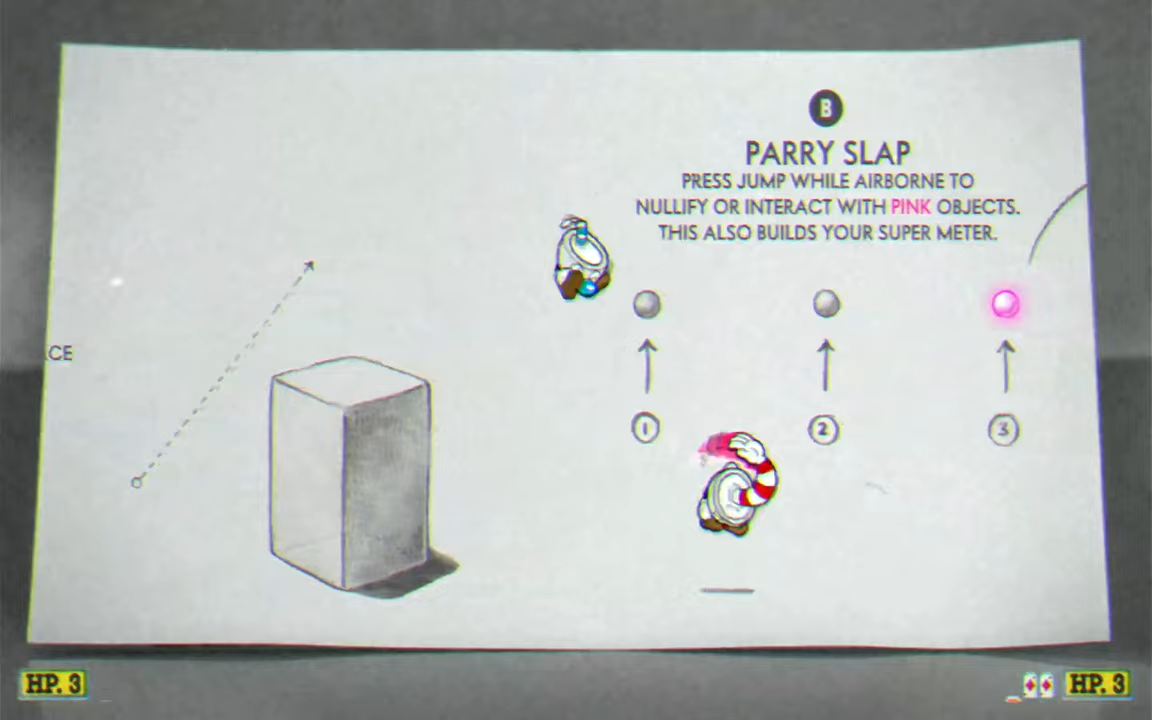 B
PARRY SLAP
PRESS JUMP WHILE AIRBORNE TO
NULLIFY OR INTERACT WITH PINK OBJECTS.
THIS ALSO BUILDS YOUR SUPER METER.
CE
1 2 3
HP. 3 HP. 3